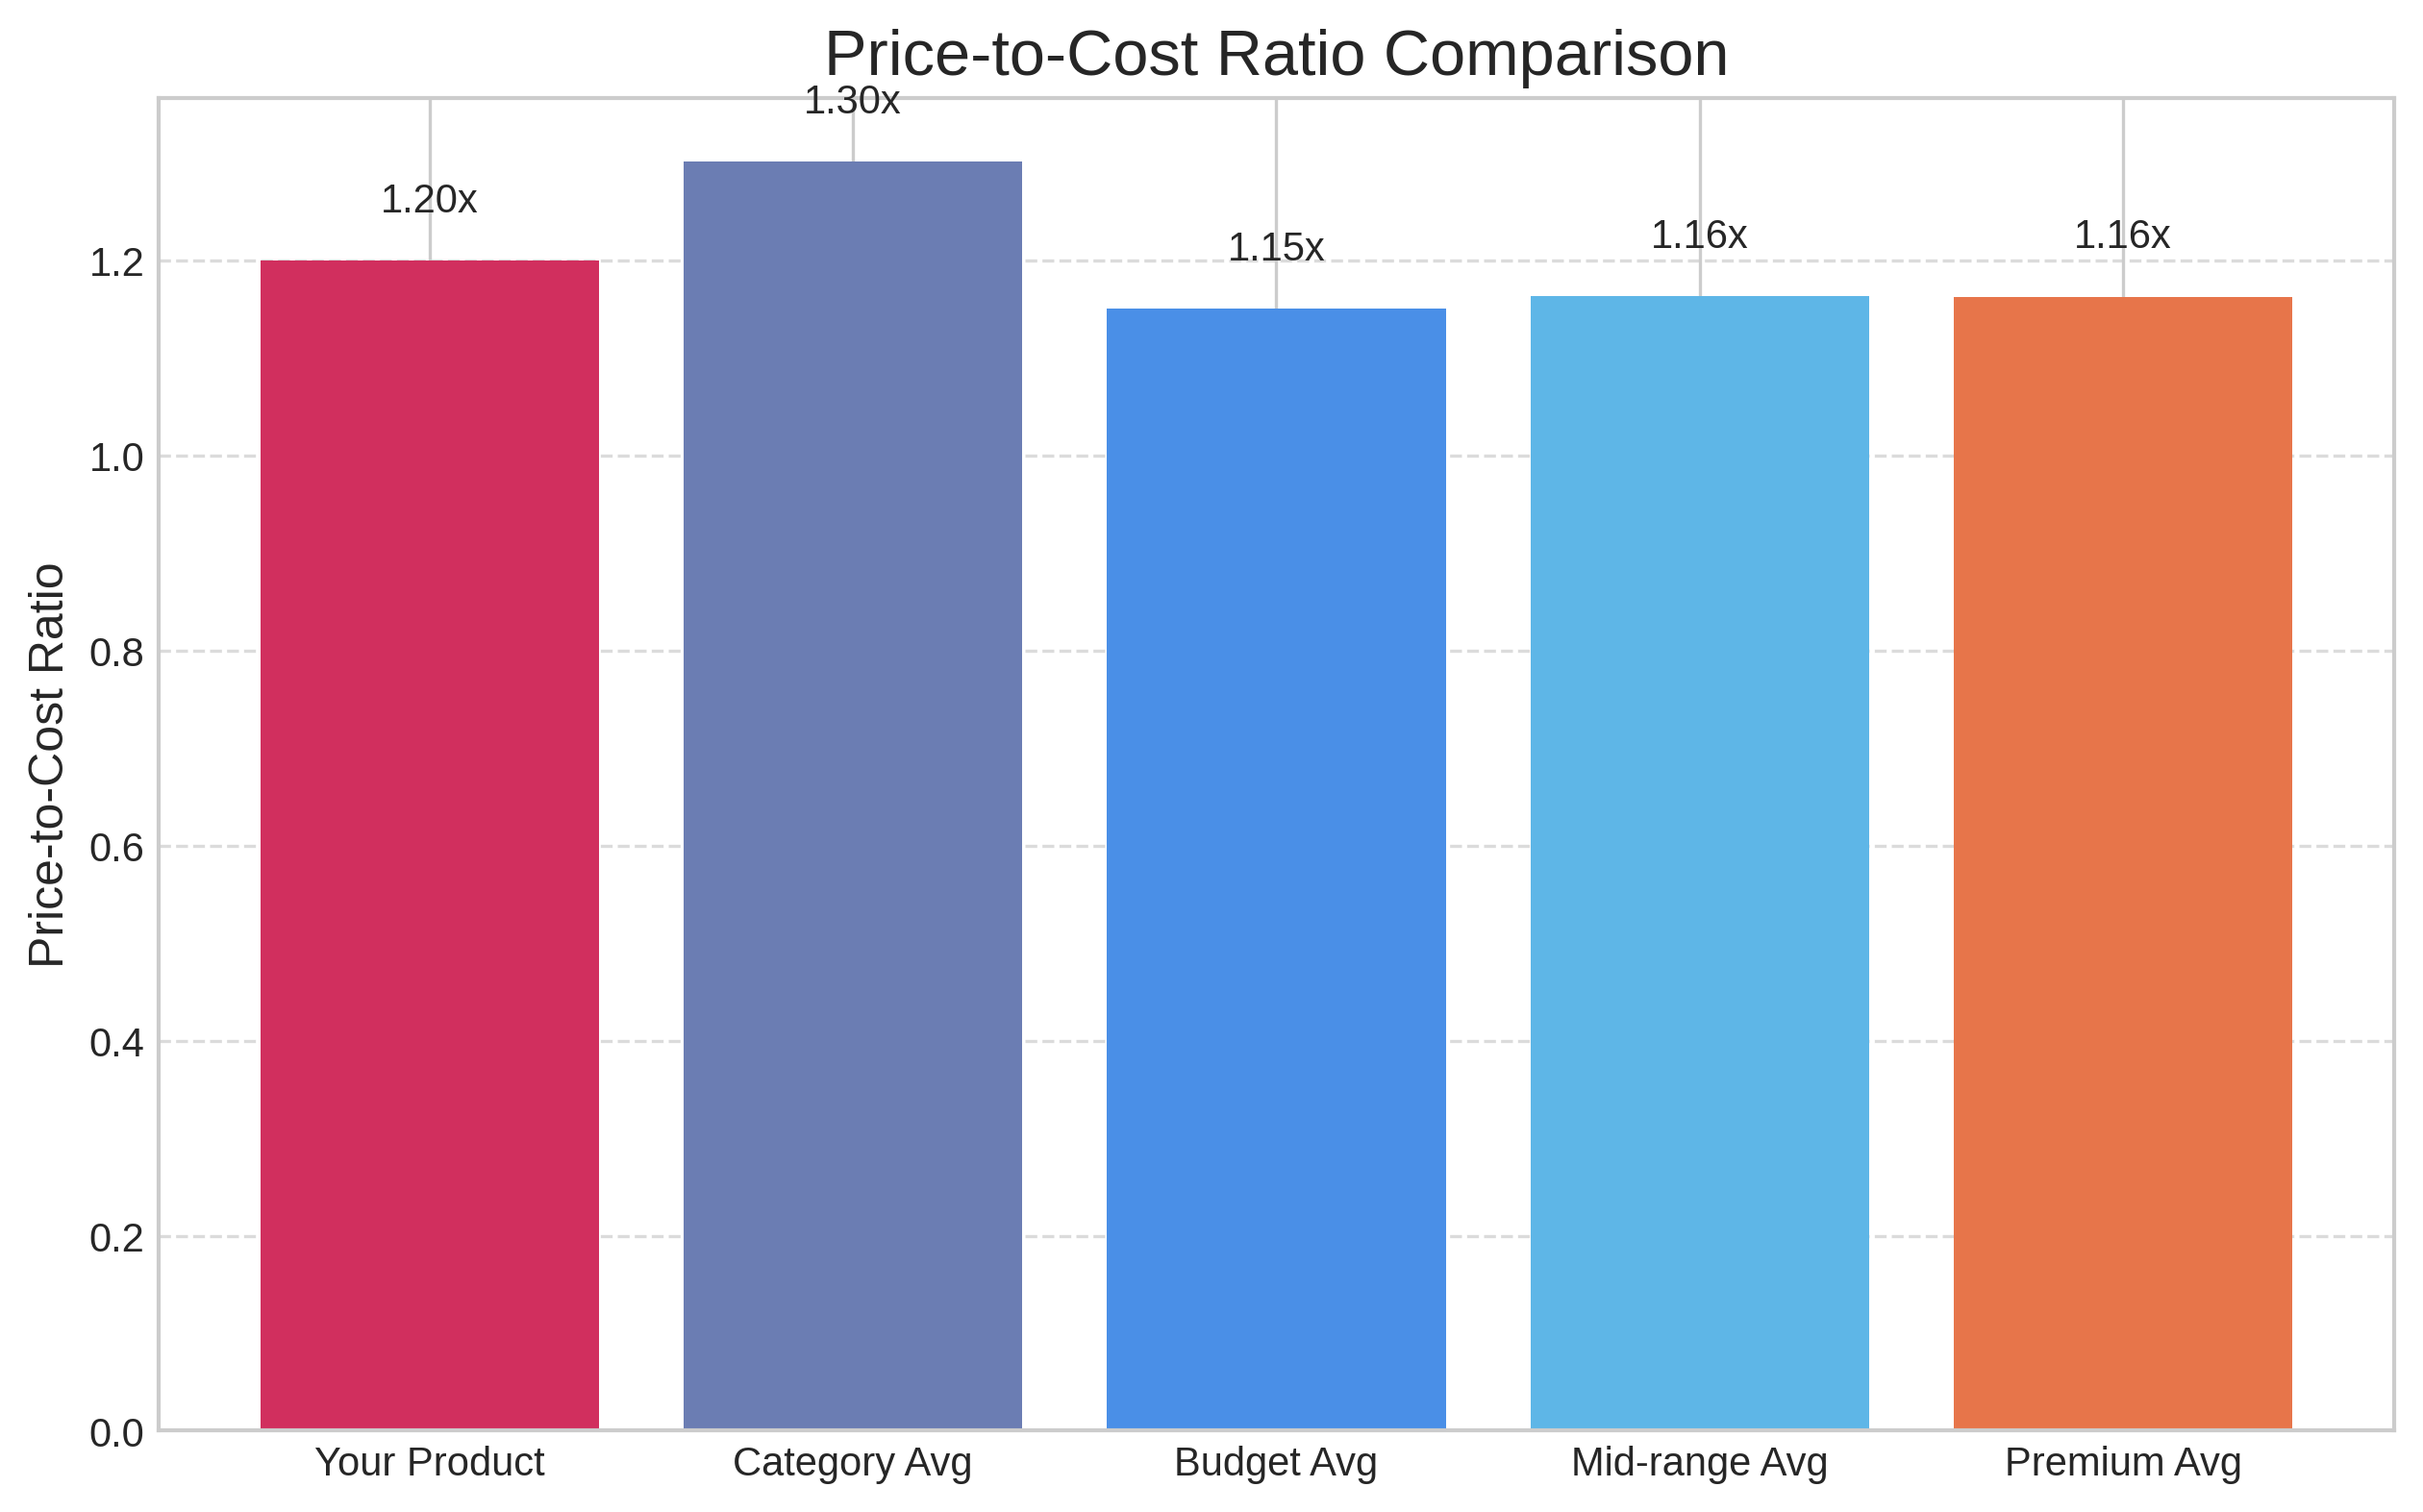 Price-to-Cost Ratio Comparison
1.30x
1.20x
1.15x
1.16x
1.16x
1.2
1.0
0.8
0.6
0.4
0.2
0.0
Price-to-Cost Ratio
Your Product
Category Avg
Budget Avg
Mid-range Avg
Premium Avg